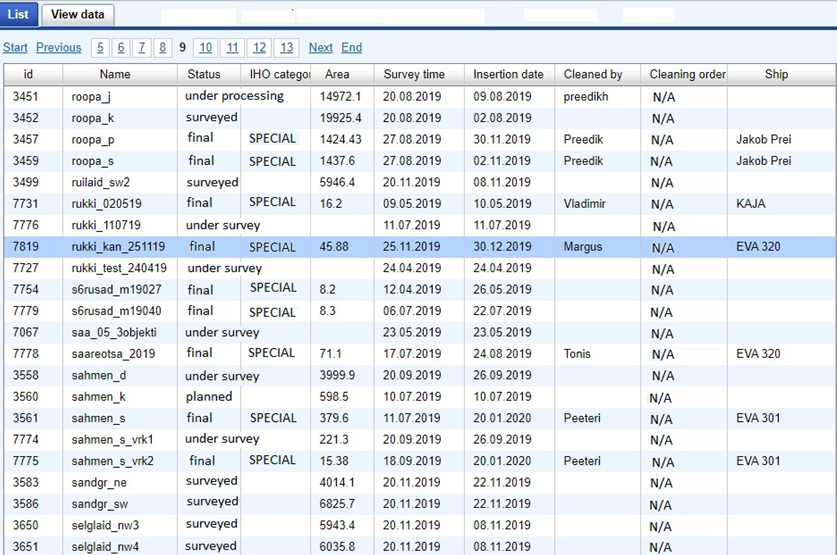 List View data
Start Previous 5 6 7 8 9 10 11 12 13 Next End
id Name Status IHO categor Area Survey time Insertion date Cleaned by Cleaning order Ship
3451 roopa_j under processing 14972.1 20.08.2019 09.08.2019 preedikh N/A
3452 roopa_k surveyed 19925.4 20.08.2019 02.08.2019 N/A
3457 roopa_p final SPECIAL 1424.43 27.08.2019 30.11.2019 Preedik N/A Jakob Prei
3459 roopa_s final SPECIAL 1437.6 27.08.2019 02.11.2019 Preedik N/A Jakob Prei
3499 ruilaid_sw2 surveyed 5946.4 20.11.2019 08.11.2019 N/A
7731 rukki_020519 final SPECIAL 16.2 09.05.2019 10.05.2019 Vladimir N/A KAJA
7776 rukki_110719 under survey 11.07.2019 11.07.2019 N/A
7819 rukki_kan_251119 final SPECIAL 45.88 25.11.2019 30.12.2019 Margus N/A EVA 320
7727 rukki_test_240419 under survey 24.04.2019 24.04.2019 N/A
7754 s6rusad_m19027 final SPECIAL 8.2 12.04.2019 26.05.2019 N/A
7779 s6rusad_m19040 final SPECIAL 8.3 06.07.2019 22.07.2019 N/A
7067 saa_05_3objekti under survey 23.05.2019 23.05.2019 N/A
7778 saareotsa_2019 final SPECIAL 71.1 17.07.2019 24.08.2019 Tonis N/A EVA 320
3558 sahmen_d under survey 3999.9 20.09.2019 26.09.2019 N/A
3560 sahmen_k planned 598.5 10.07.2019 10.07.2019 N/A
3561 sahmen_s final SPECIAL 379.6 11.07.2019 20.01.2020 Peeteri N/A EVA 301
7774 sahmen_s_vrk1 under survey 221.3 20.09.2019 26.09.2019 N/A
7775 sahmen_s_vrk2 final SPECIAL 15.38 18.09.2019 20.01.2020 Peeteri N/A EVA 301
3583 sandgr_ne surveyed 4014.1 20.11.2019 22.11.2019 N/A
3586 sandgr_sw surveyed 6825.7 20.11.2019 22.11.2019 N/A
3650 selglaid_nw3 surveyed 5943.4 20.11.2019 08.11.2019 N/A
3651 selglaid_nw4 surveyed 6035.8 20.11.2019 08.11.2019 N/A